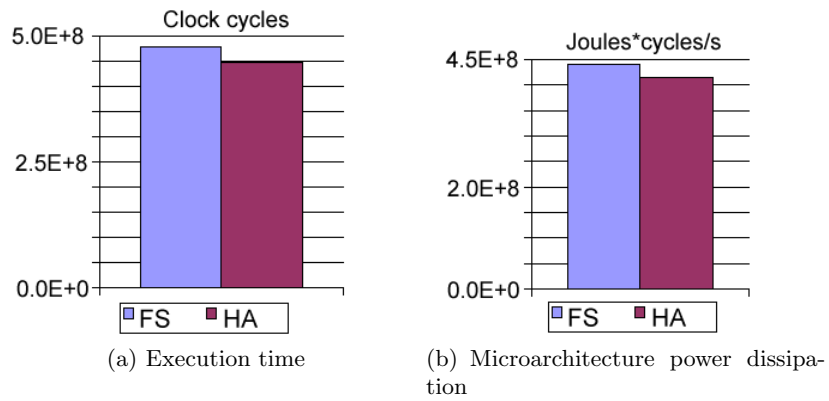 Clock cycles
5.0E+8
2.5E+8
0.0E+0
FS HA
(a) Execution time
Joules*cycles/s
4.5E+8
2.0E+8
0.0E+0
FS HA
(b) Microarchitecture power dissipa-
tion